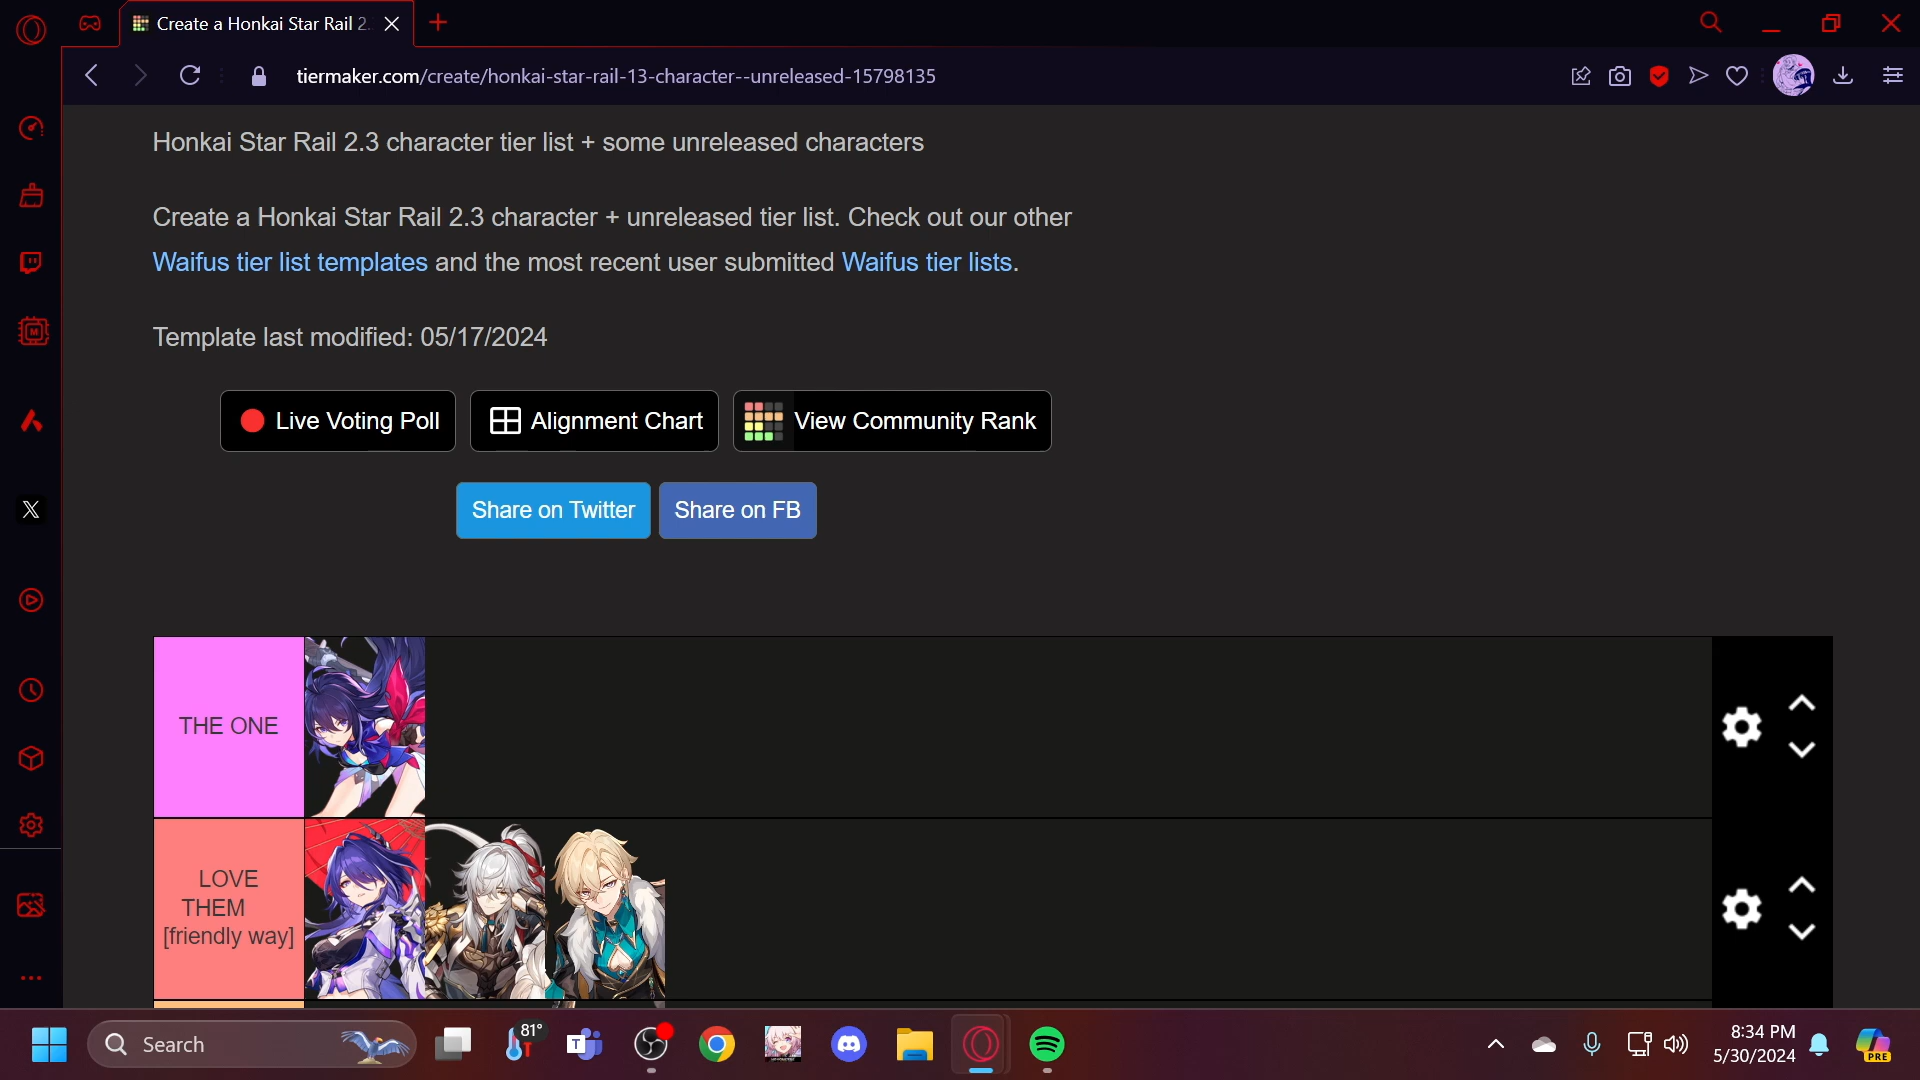 Create a Honkai Star Rail 2.
tiermaker.com/create/honkai-star-rail-13-character--unreleased-15798135
Honkai Star Rail 2.3 character tier list + some unreleased characters
Create a Honkai Star Rail 2.3 character + unreleased tier list. Check out our other
Waifus tier list templates and the most recent user submitted Waifus tier lists.
Template last modified: 05/17/2024
Live Voting Poll
Alignment Chart
View Community Rank
Share on Twitter
Share on FB
THE ONE
LOVE
THEM
[friendly way]
Search
81°
8:34 PM
5/30/2024
PRE